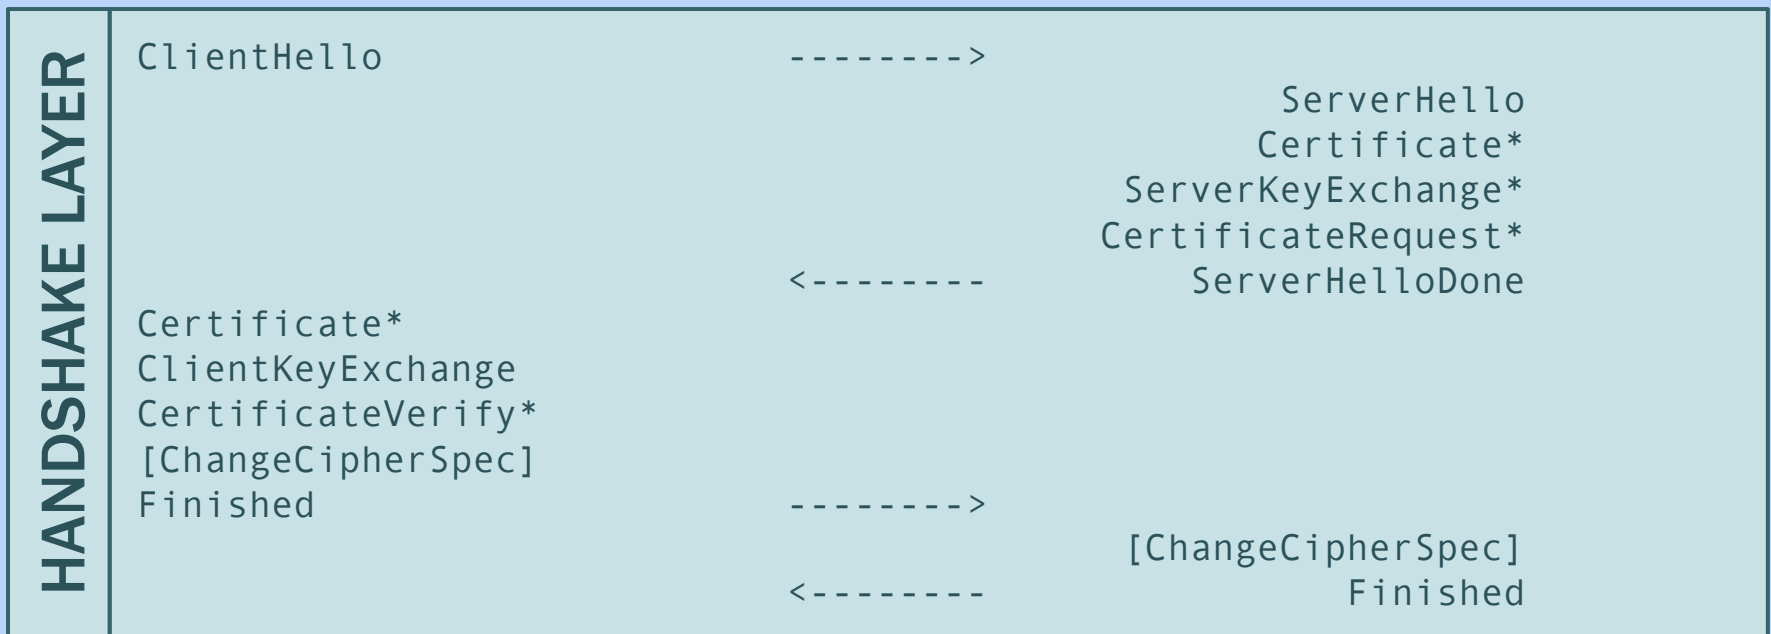 HANDSHAKE LAYER
ClientHello -------->
ServerHello
Certificate*
ServerKeyExchange*
CertificateRequest*
<-------- ServerHelloDone
Certificate*
ClientKeyExchange
CertificateVerify*
[ChangeCipherSpec]
Finished -------->
[ChangeCipherSpec]
<-------- Finished